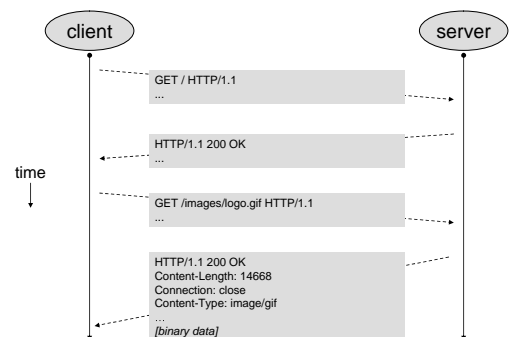 client
server
GET / HTTP/1.1
...
HTTP/1.1 200 OK
...
time
GET /images/logo.gif HTTP/1.1
...
HTTP/1.1 200 OK
Content-Length: 14668
Connection: close
Content-Type: image/gif
…
[binary data]